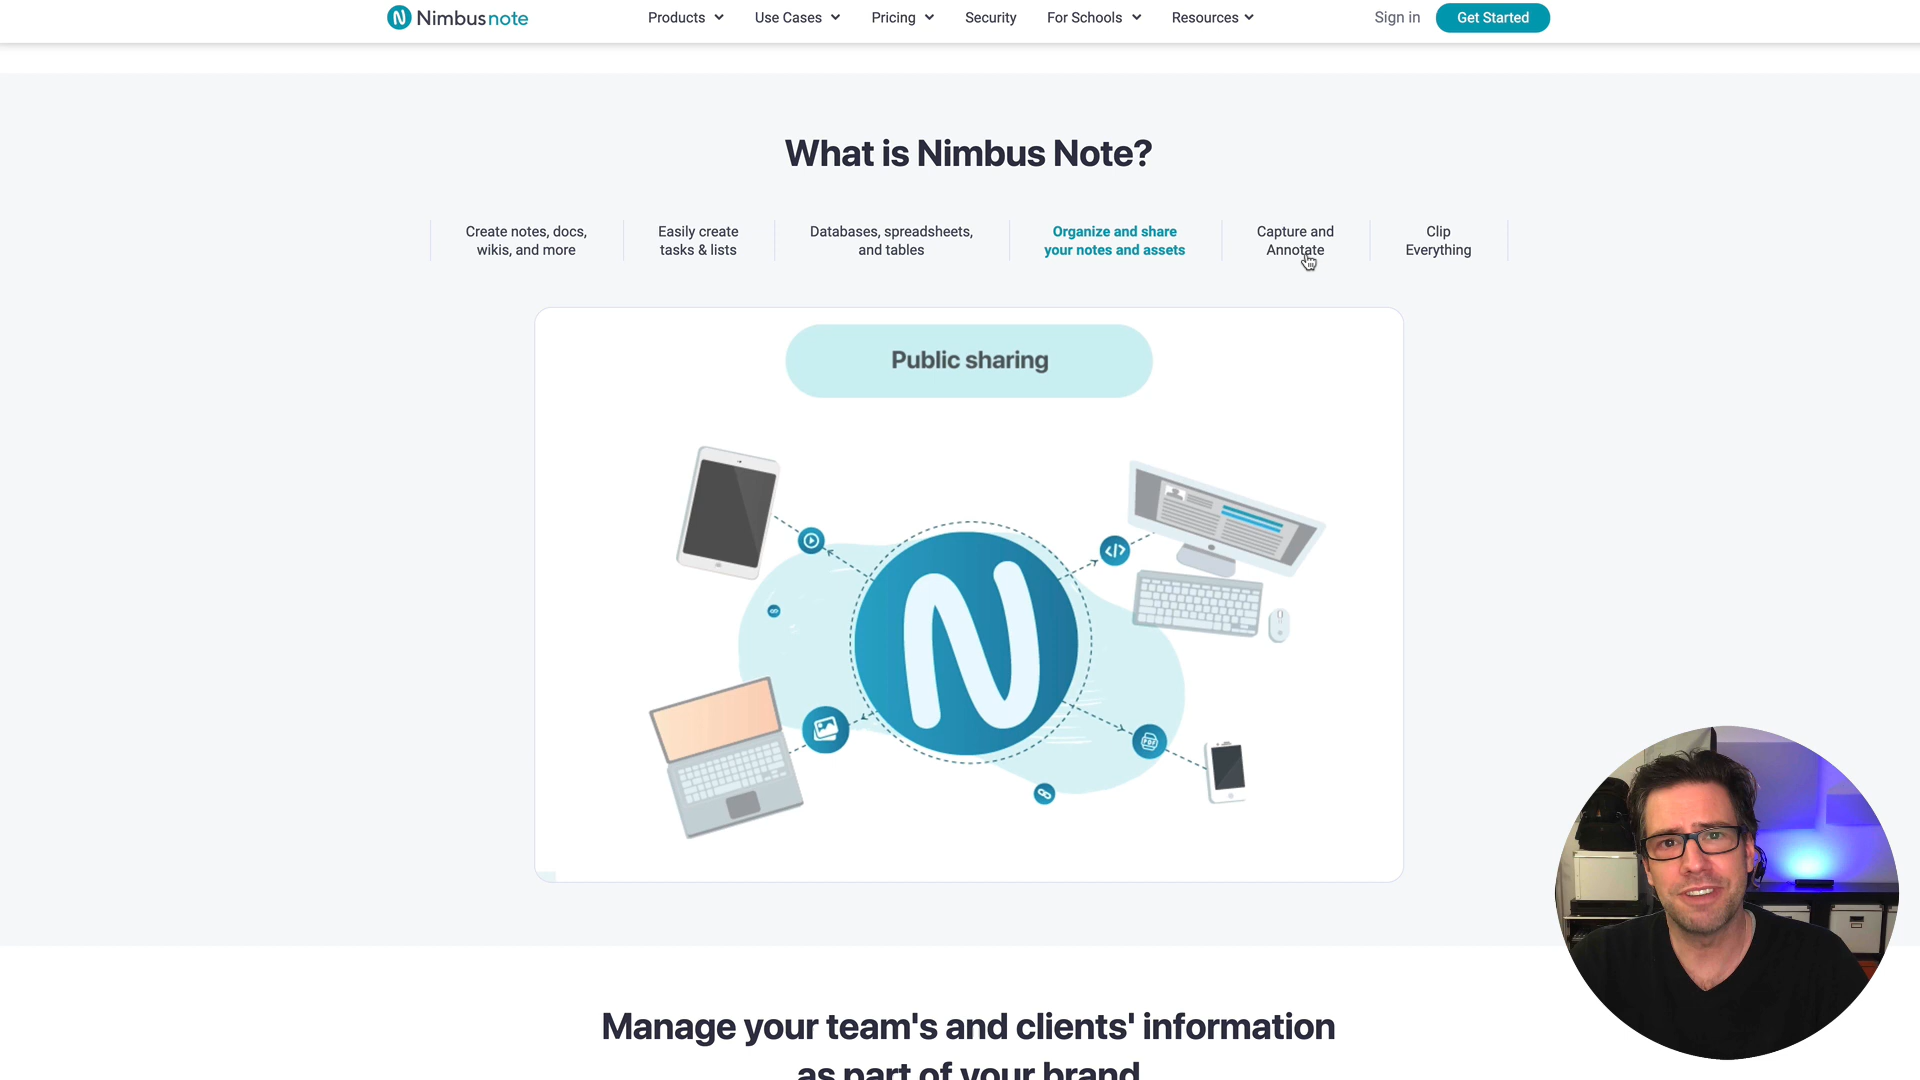 Nimbusnote
Products
Use Cases
Pricing
Security
For Schools
Resources
Sign in
Get Started
What is Nimbus Note?
Create notes, docs,
wikis, and more
Easily create
tasks & lists
Databases, spreadsheets,
and tables
Organize and share
your notes and assets
Capture and
Annotate
Clip
Everything
Public sharing
N
PDF
Manage your team's and clients' information
as part of your brand